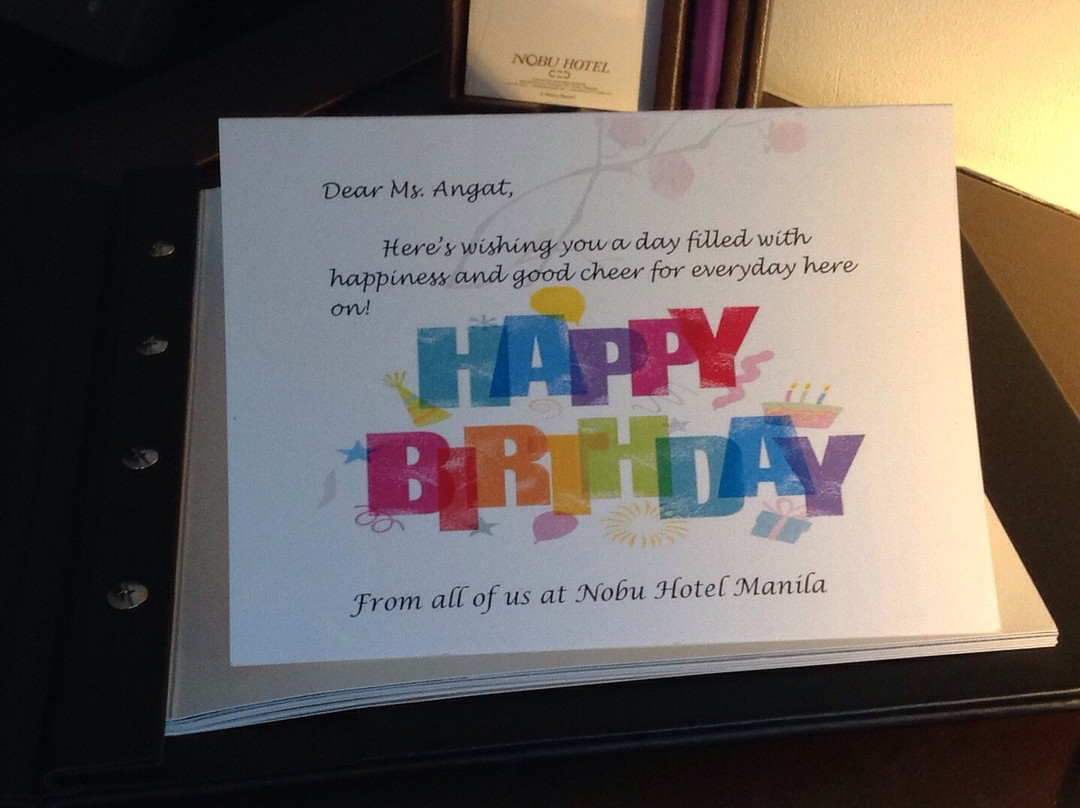 NOBU HOTEL
Dear Ms. Angat,
Here's wishing you a day filled with
happiness and good cheer for everyday here
on!
HAPPY
BIRTHDAY
From all of us at Nobu Hotel Manila